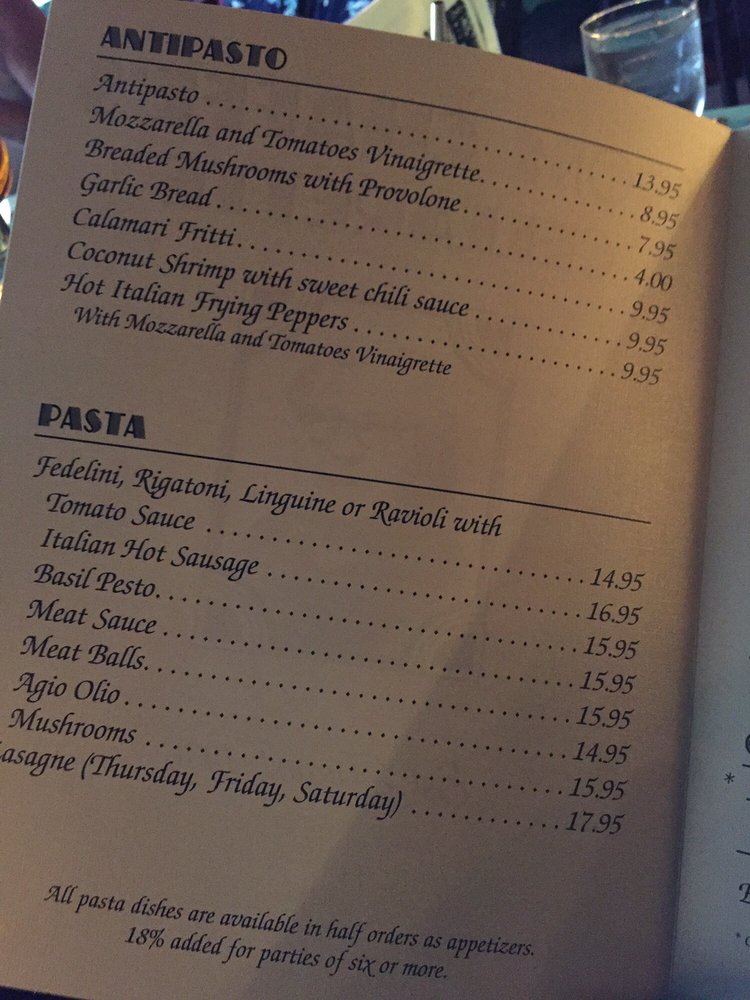 ANTIPASTO
Antipasto ........................................ 13.95
Mozzarella and Tomatoes Vinaigrette.............. 8.95
Breaded Mushrooms with Provolone................ 7.95
Garlic Bread ........................................ 4.00
Calamari Fritti........................................ 9.95
Coconut Shrimp with sweet chili sauce ............ 9.95
Hot Italian Frying Peppers ........................ 9.95
With Mozzarella and Tomatoes Vinaigrette
PASTA
Fedelini, Rigatoni, Linguine or Ravioli with
Tomato Sauce ................................ 14.95
Italian Hot Sausage ........................... 16.95
Basil Pesto..................................... 15.95
Meat Sauce ................................... 15.95
Meat Balls..................................... 15.95
Agio Olio ..................................... 14.95
Mushrooms ................................... 15.95
asagne (Thursday, Friday, Saturday) ............ 17.95
All pasta dishes are available in half orders as appetizers.
18% added for parties of six or more.